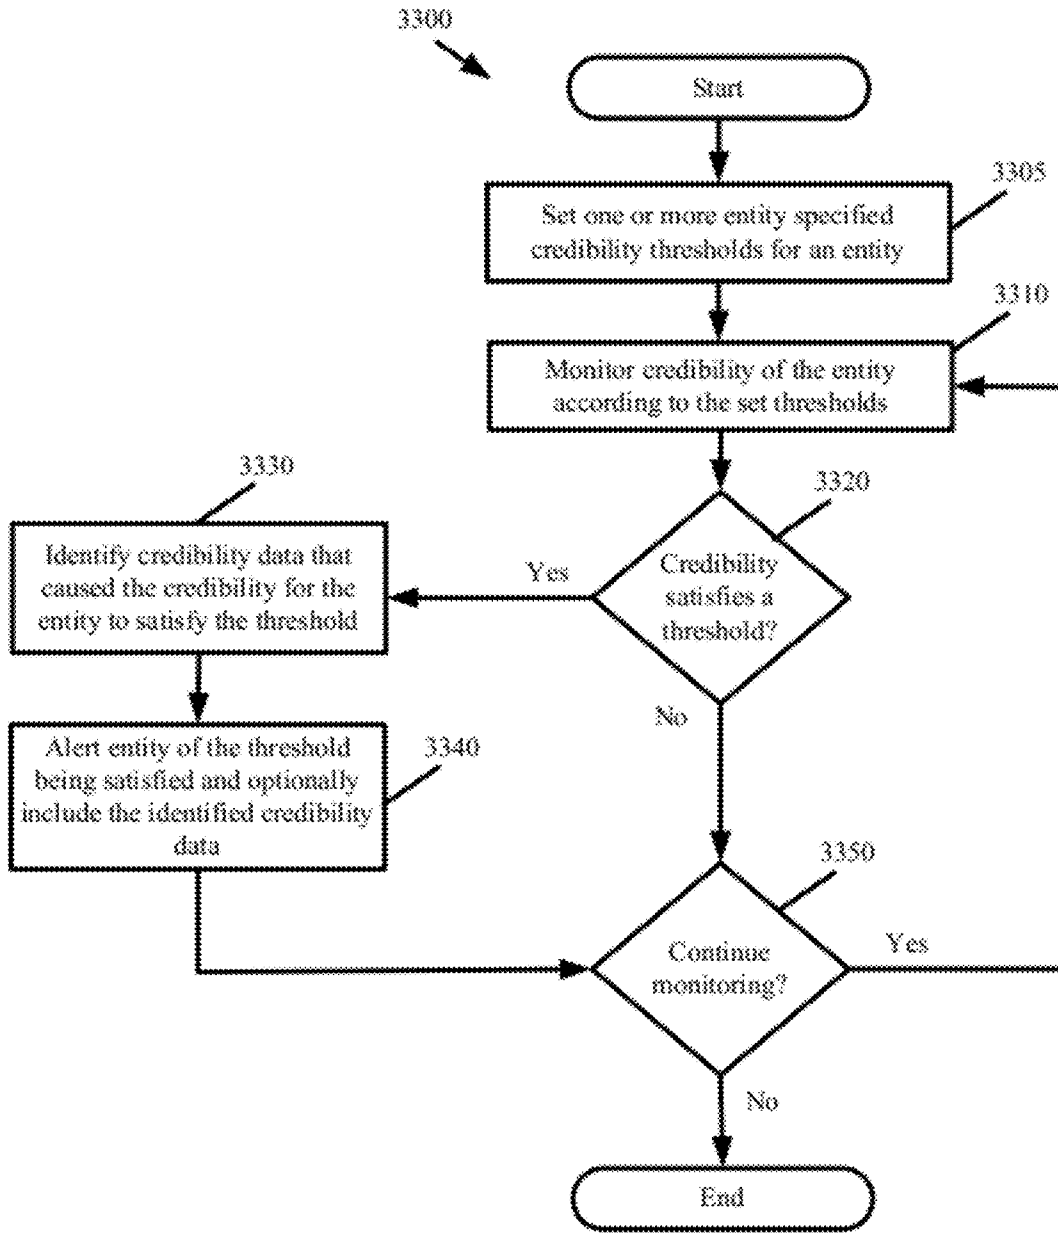 3300
Start
3305
Set one or more entity specified
credibility thresholds for an entity
3310
Monitor credibility of the entity
according to the set thresholds
3320
Credibility
satisfies a
threshold?
Yes
3330
Identify credibility data that
caused the credibility for the
entity to satisfy the threshold
No
3340
Alert entity of the threshold
being satisfied and optionally
include the identified credibility
data
3350
Continue
monitoring?
Yes
No
End